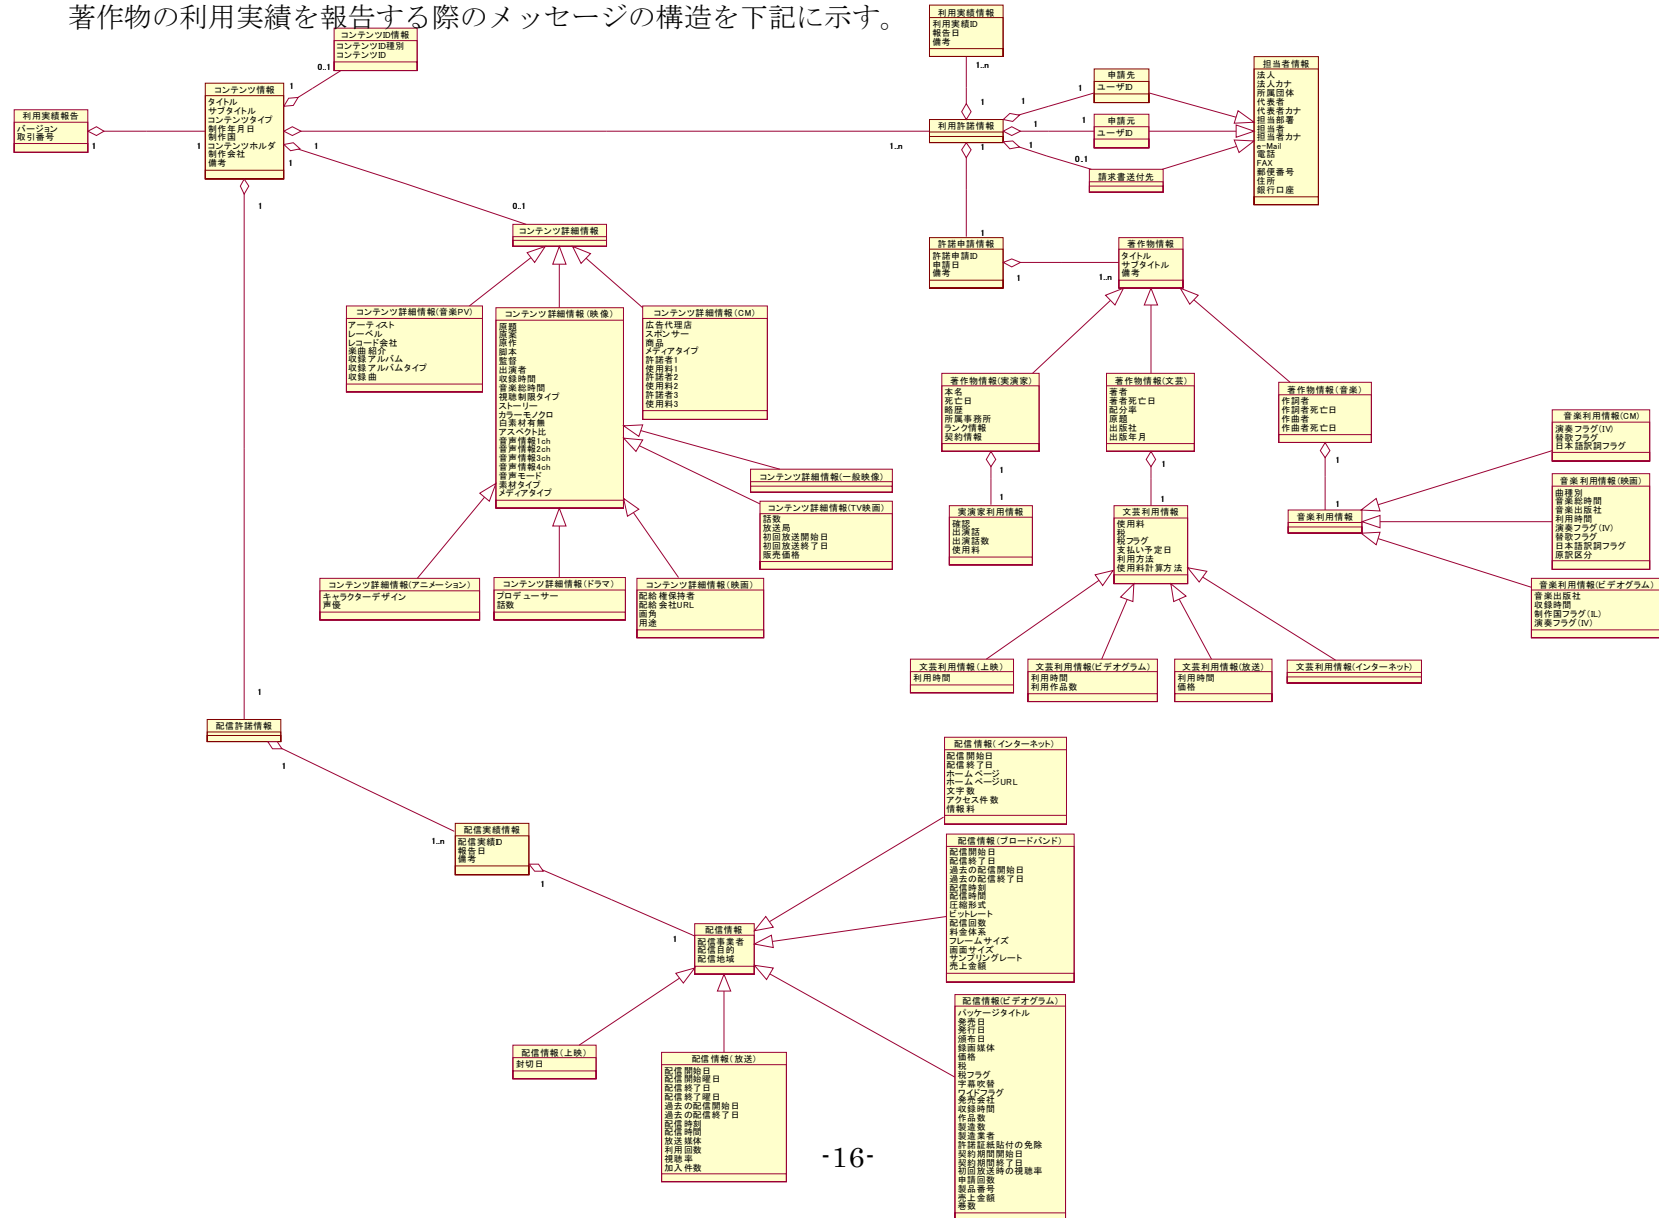 著作物の利用実績を報告する際のメッセージの構造を下記に示す。
利用実績情報
利用実績ID
報告日
備考
1..n
コンテンツID情報
コンテンツID種別
コンテンツID
0..1
1
コンテンツ情報
タイトル
サブタイトル
コンテンツタイプ
制作年月日
制作国
コンテンツホルダ
制作会社
備考
利用実績報告
バージョン
取引番号
1
1
1
1
1
利用許諾情報
1..n
1
1
1
1
1
申請先
ユーザID
1
申請元
ユーザID
1
請求書送付先
0..1
担当者情報
法人
法人カナ
所属団体
代表者
代表者カナ
担当部署
担当者
担当者カナ
e-Mail
電話
FAX
郵便番号
住所
銀行口座
0..1
コンテンツ詳細情報
1
許諾申請情報
許諾申請ID
申請日
備考
1
1..n
著作物情報
タイトル
サブタイトル
備考
コンテンツ詳細情報(音楽PV)
アーティスト
レーベル
レコード会社
楽曲紹介
収録アルバム
収録アルバムタイプ
収録曲
コンテンツ詳細情報(映像)
原題
原案
原作
脚本
監督
出演者
収録時間
音楽総時間
視聴制限タイプ
ストーリー
カラーモノクロ
白素材有無
アスペクト比
音声情報1ch
音声情報2ch
音声情報3ch
音声情報4ch
音声モード
素材タイプ
メディアタイプ
コンテンツ詳細情報(CM)
広告代理店
スポンサー
商品
メディアタイプ
許諾者1
使用料1
許諾者2
使用料2
許諾者3
使用料3
コンテンツ詳細情報(一般映像)
コンテンツ詳細情報(TV映画)
話数
放送局
初回放送開始日
初回放送終了日
販売価格
コンテンツ詳細情報(アニメーション)
キャラクターデザイン
声優
コンテンツ詳細情報(ドラマ)
プロデューサー
話数
コンテンツ詳細情報(映画)
配給権保持者
配給会社URL
画角
用途
著作物情報(実演家)
本名
死亡日
略歴
所属事務所
ランク情報
契約情報
1
1
実演家利用情報
確認
出演話
出演話数
使用料
著作物情報(文芸)
著者
著者死亡日
配分率
原題
出版社
出版年月
1
1
文芸利用情報
使用料
税
税フラグ
支払い予定日
利用方法
使用料計算方法
著作物情報(音楽)
作詞者
作詞者死亡日
作曲者
作曲者死亡日
1
1
音楽利用情報
音楽利用情報(CM)
演奏フラグ(IV)
替歌フラグ
日本語訳詞フラグ
音楽利用情報(映画)
曲種別
音楽総時間
音楽出版社
利用時間
演奏フラグ(IV)
替歌フラグ
日本語訳詞フラグ
原訳区分
音楽利用情報(ビデオグラム)
音楽出版社
収録時間
制作国フラグ(IL)
演奏フラグ(IV)
文芸利用情報(上映)
利用時間
文芸利用情報(ビデオグラム)
利用時間
利用作品数
文芸利用情報(放送)
利用時間
価格
文芸利用情報(インターネット)
1
配信許諾情報
1
1..n
配信実績情報
配信実績ID
報告日
備考
1
1
配信情報
配信事業者
配信目的
配信地域
配信情報(インターネット)
配信開始日
配信終了日
ホームページ
ホームページURL
文字数
アクセス件数
情報料
配信情報(ブロードバンド)
配信開始日
配信終了日
過去の配信開始日
過去の配信終了日
配信時刻
配信時間
圧縮形式
ビットレート
配信回数
料金体系
フレームサイズ
画面サイズ
サンプリングレート
売上金額
配信情報(ビデオグラム)
パッケージタイトル
発売日
発行日
頒布日
録画媒体
価格
税
税フラグ
字幕吹替
ワイドフラグ
発売会社
収録時間
作品数
製造数
製造業者
許諾証紙貼付の免除
契約期間開始日
契約期間終了日
初回放送時の視聴率
申請回数
製品番号
売上金額
巻数
配信情報(上映)
封切日
配信情報(放送)
配信開始日
配信開始曜日
配信終了日
配信終了曜日
過去の配信開始日
過去の配信終了日
配信時刻
配信時間
放送媒体
利用回数
視聴率
加入件数
-16-